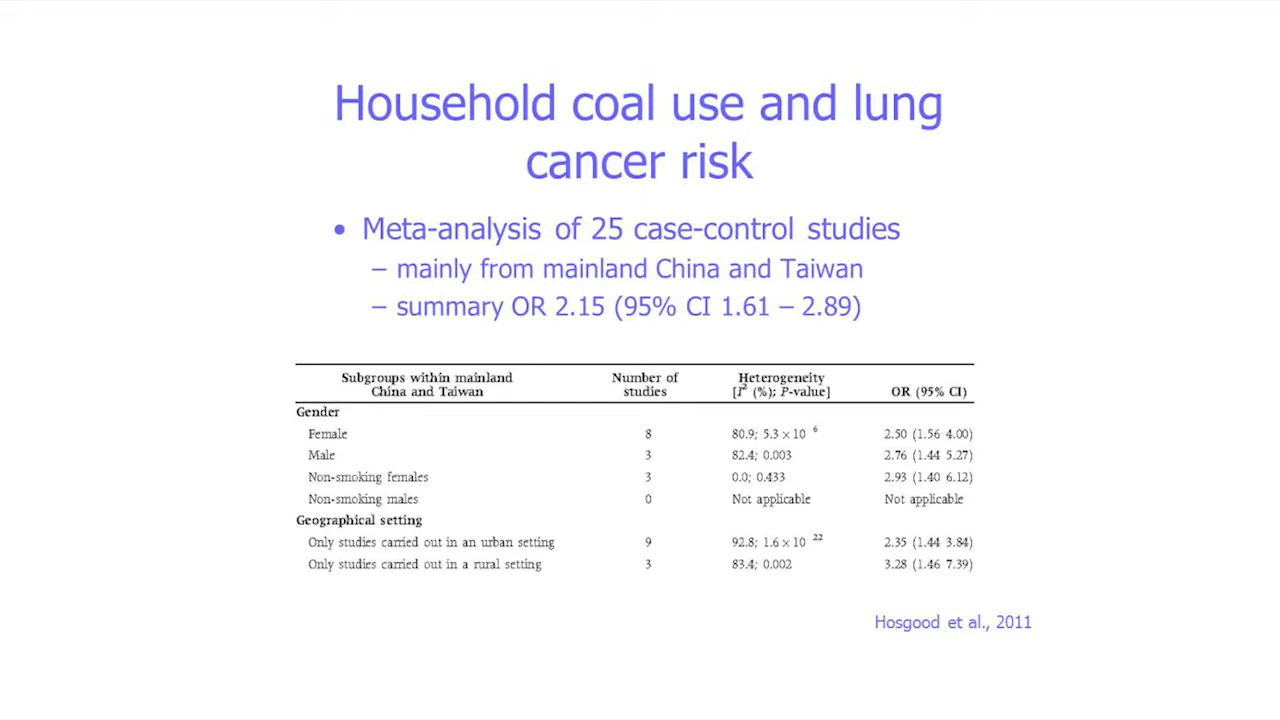 Household coal use and lung
cancer risk
• Meta-analysis of 25 case-control studies
– mainly from mainland China and Taiwan
– summary OR 2.15 (95% CI 1.61 – 2.89)
Subgroups within mainland China and Taiwan Number of studies Heterogeneity [I² (%); P-value] OR (95% CI)
Gender
Female 8 80.9; 5.3 × 10 ⁶ 2.50 (1.56 4.00)
Male 3 82.4; 0.003 2.76 (1.44 5.27)
Non-smoking females 3 0.0; 0.433 2.93 (1.40 6.12)
Non-smoking males 0 Not applicable Not applicable
Geographical setting
Only studies carried out in an urban setting 9 92.8; 1.6 × 10 ²² 2.35 (1.44 3.84)
Only studies carried out in a rural setting 3 83.4; 0.002 3.28 (1.46 7.39)
Hosgood et al., 2011